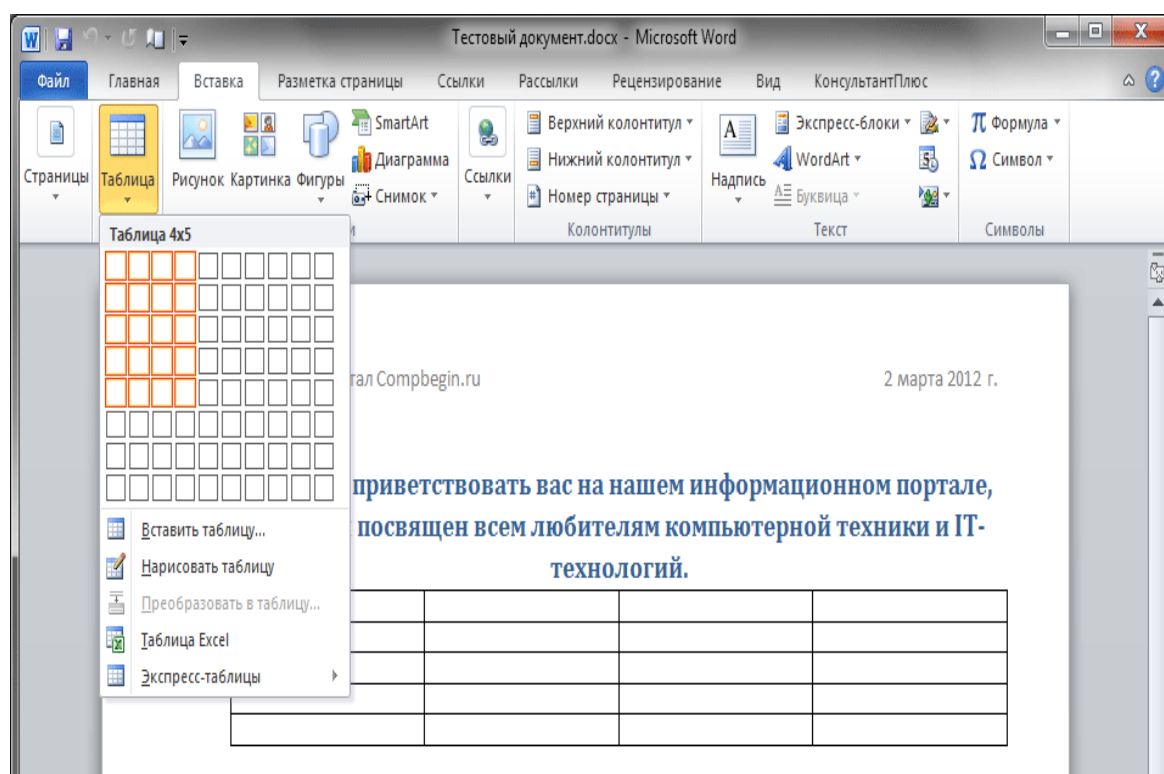 Тестовый документ.docx - Microsoft Word
Файл Главная Вставка Разметка страницы Ссылки Рассылки Рецензирование Вид КонсультантПлюс
Страницы
Таблица
Рисунок
Картинка
Фигуры
SmartArt
Диаграмма
Снимок
Ссылки
Верхний колонтитул
Нижний колонтитул
Номер страницы
Колонтитулы
Надпись
Экспресс-блоки
WordArt
Буквица
Текст
Формула
Символ
Символы
Таблица 4x5
Вставить таблицу...
Нарисовать таблицу
Преобразовать в таблицу...
Таблица Excel
Экспресс-таблицы
Compbegin.ru 2 марта 2012 г.
приветствовать вас на нашем информационном портале,
посвящен всем любителям компьютерной техники и IT-
технологий.